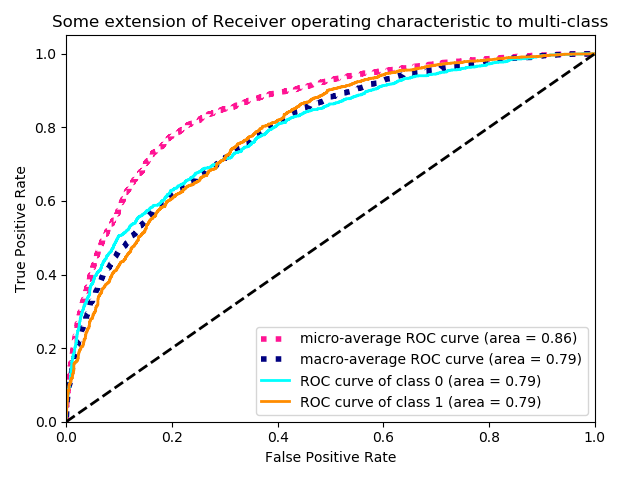 Some extension of Receiver operating characteristic to multi-class
1.0
0.8
0.6
0.4
0.2
0.0
True Positive Rate
micro-average ROC curve (area = 0.86)
macro-average ROC curve (area = 0.79)
ROC curve of class 0 (area = 0.79)
ROC curve of class 1 (area = 0.79)
0.0 0.2 0.4 0.6 0.8 1.0
False Positive Rate